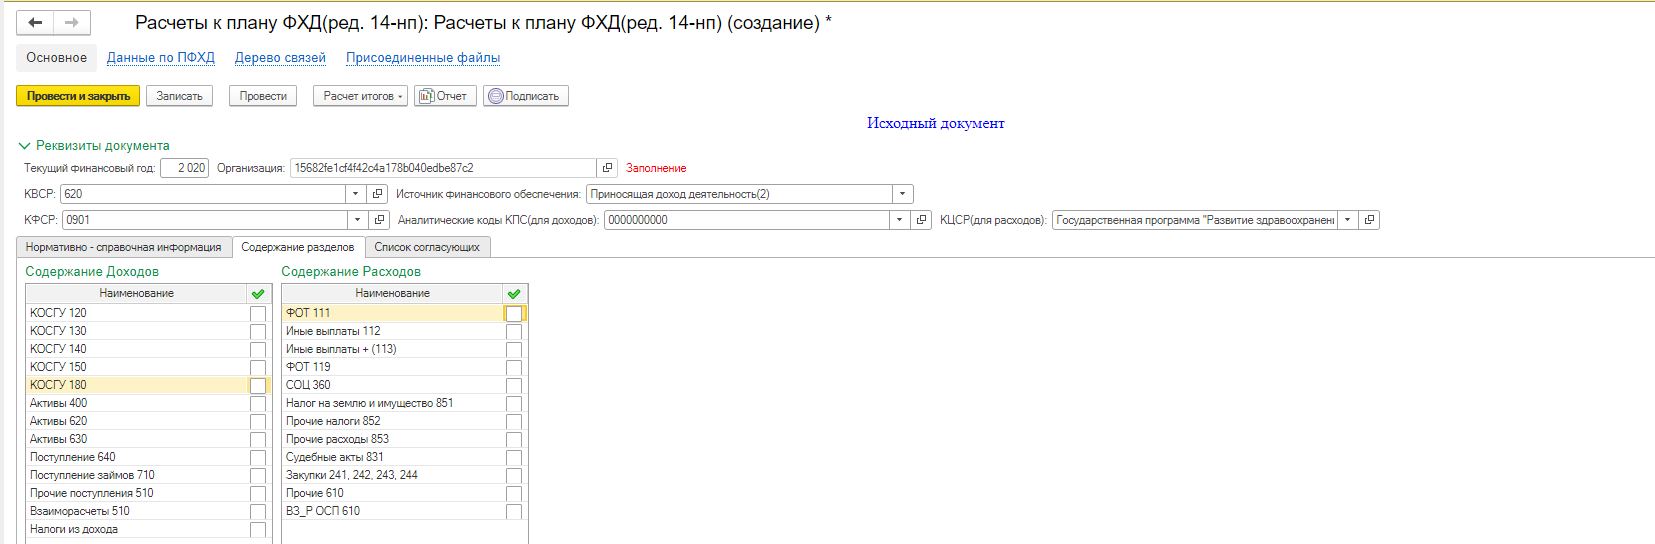 Расчеты к плану ФХД(ред. 14-нп): Расчеты к плану ФХД(ред. 14-нп) (создание) *
Основное Данные по ПФХД Дерево связей Присоединенные файлы
Провести и закрыть Записать Провести Расчет итогов Отчет Подписать
Исходный документ
Реквизиты документа
Текущий финансовый год: 2 020 Организация: 15682fe1cf4f42c4a178b040edbe87c2 Заполнение
КВСР: 620 Источник финансового обеспечения: Приносящая доход деятельность(2)
КФСР: 0901 Аналитические коды КПС(для доходов): 0000000000 КЦСР(для расходов): Государственная программа "Развитие здравоохранени
Нормативно - справочная информация Содержание разделов Список согласующих
Содержание Доходов Содержание Расходов
Наименование Наименование
КОСГУ 120 ФОТ 111
КОСГУ 130 Иные выплаты 112
КОСГУ 140 Иные выплаты + (113)
КОСГУ 150 ФОТ 119
КОСГУ 180 СОЦ 360
Активы 400 Налог на землю и имущество 851
Активы 620 Прочие налоги 852
Активы 630 Прочие расходы 853
Поступление 640 Судебные акты 831
Поступление займов 710 Закупки 241, 242, 243, 244
Прочие поступления 510 Прочие 610
Взаиморасчеты 510 ВЗ_Р ОСП 610
Налоги из дохода